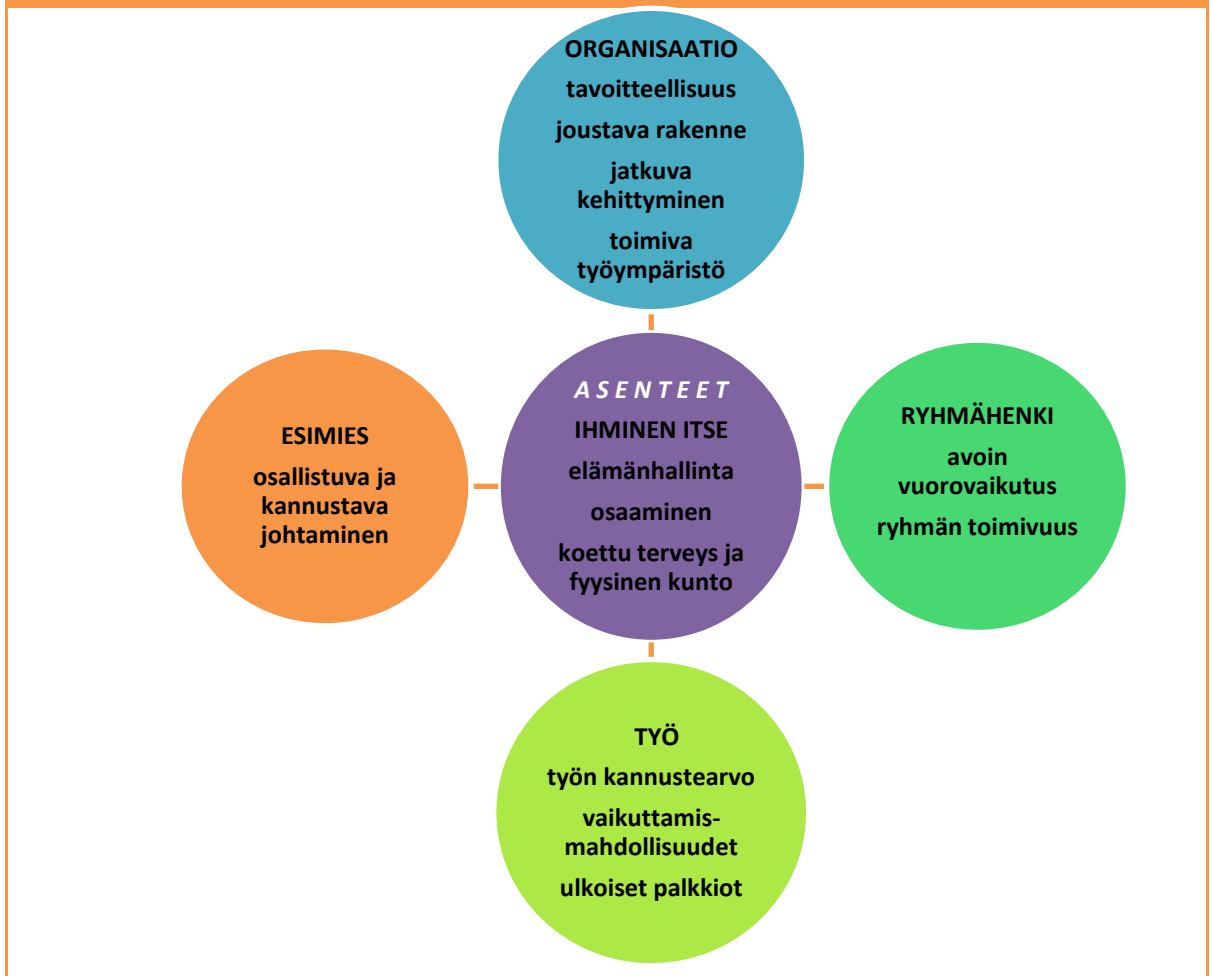 ORGANISAATIO
tavoitteellisuus
joustava rakenne
jatkuva
kehittyminen
toimiva
työympäristö
ESIMIES
osallistuva ja
kannustava
johtaminen
ASENTEET
IHMINEN ITSE
elämänhallinta
osaaminen
koettu terveys ja
fyysinen kunto
RYHMÄHENKI
avoin
vuorovaikutus
ryhmän toimivuus
TYÖ
työn kannustearvo
vaikuttamis-
mahdollisuudet
ulkoiset palkkiot